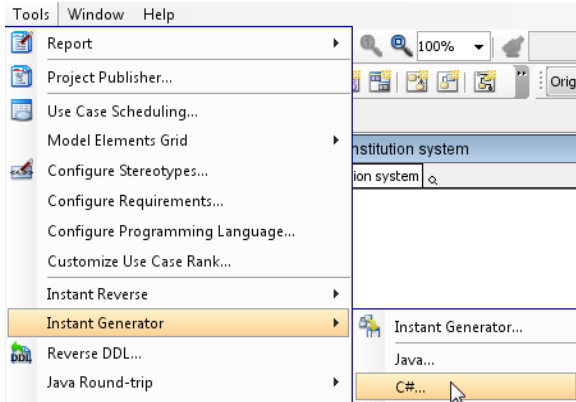 Tools Window Help
Report
100%
Project Publisher...
Orig
Use Case Scheduling...
Model Elements Grid
nstitution system
Configure Stereotypes...
ion system
Configure Requirements...
Configure Programming Language...
Customize Use Case Rank...
Instant Reverse
Instant Generator
Instant Generator...
DDL
Reverse DDL...
Java...
Java Round-trip
C#...